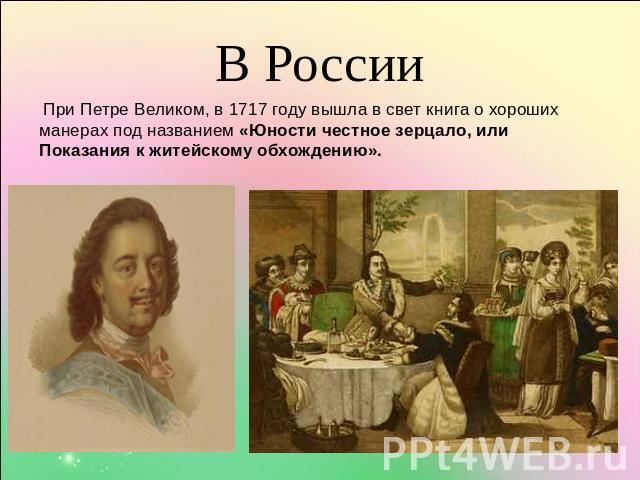 В России
При Петре Великом, в 1717 году вышла в свет книга о хороших
манерах под названием «Юности честное зерцало, или
Показания к житейскому обхождению».
PPt4WEB.ru